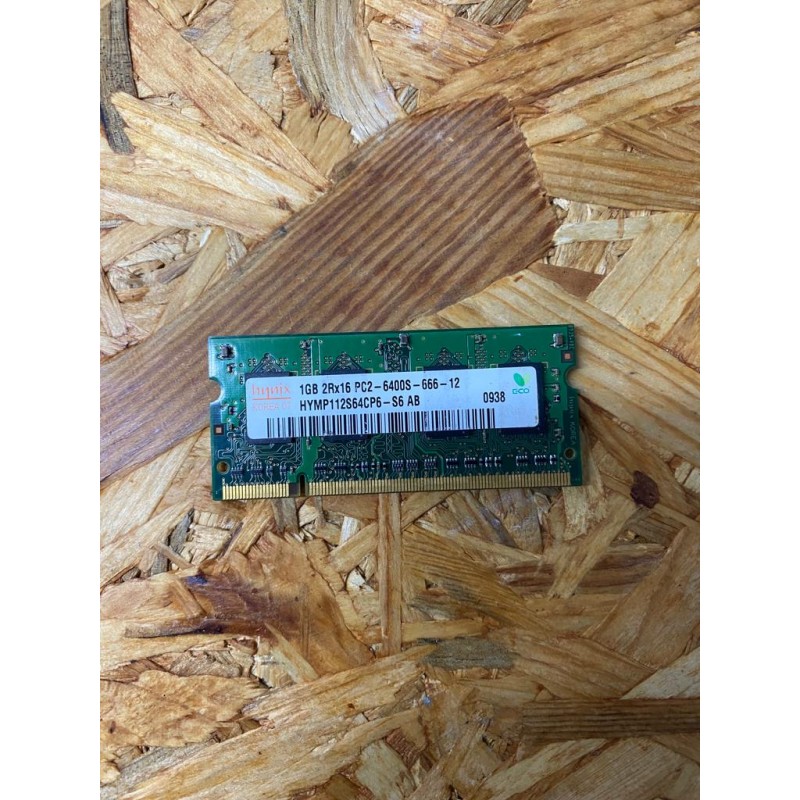 hynix
1GB 2Rx16 PC2-6400S-666-12
HYMP112S64CP6-S6 AB
0938
ECO